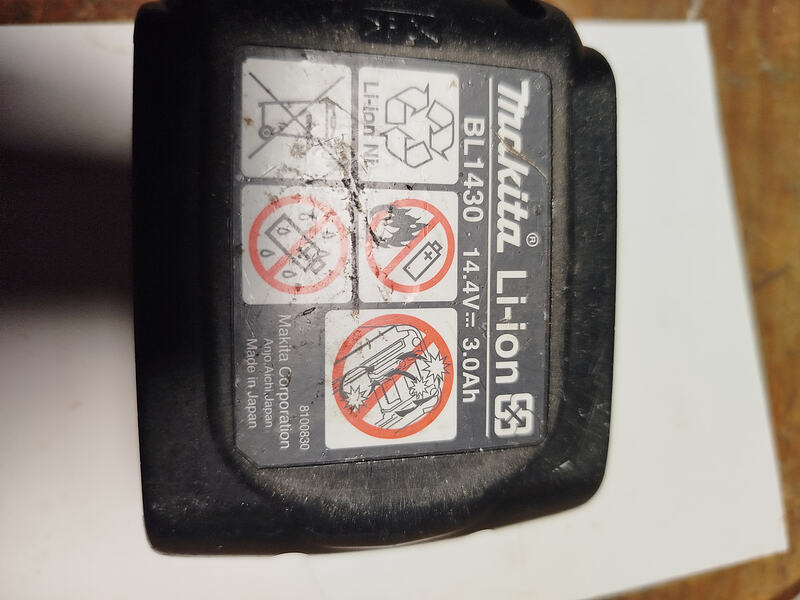 Makita® Li-ion
BL1430 14.4V⎓ 3.0Ah
Li-ion
8100830
Makita Corporation
Anjo,Aichi,Japan
Made in Japan